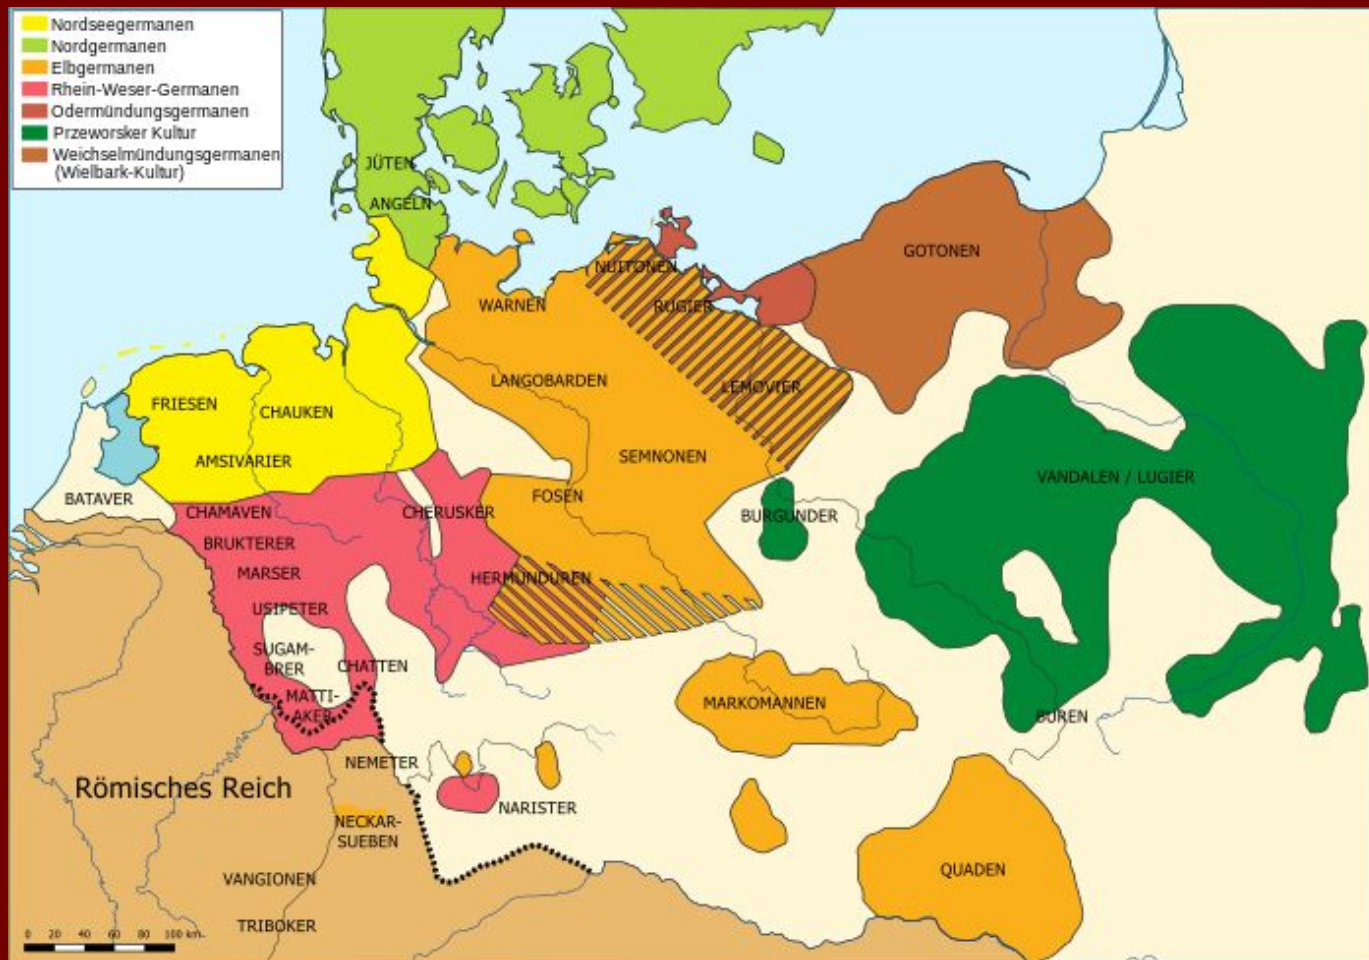 Nordseegermanen
Nordgermanen
Elbgermanen
Rhein-Weser-Germanen
Odermündungsgermanen
Przeworsker Kultur
Weichselmündungsgermanen
(Wielbark-Kultur)
JÜTEN
ANGELN
GOTONEN
NUITONEN
WARNEN
RUGIER
LANGOBARDEN
LEMOVIER
FRIESEN
CHAUKEN
AMSIVARIER
SEMNONEN
VANDALEN / LUGIER
BATAVER
FOSEN
CHAMAVEN
CHERUSKER
BURGUNDER
BRUKTERER
MARSER
HERMUNDUREN
USIPETER
SUGAM-
BRER
CHATTEN
MATTI-
AKER
MARKOMANNEN
BUREN
NEMETER
Römisches Reich
NARISTER
NECKAR-
SUEBEN
QUADEN
VANGIONEN
TRIBOKER
0 20 40 60 80 100 km